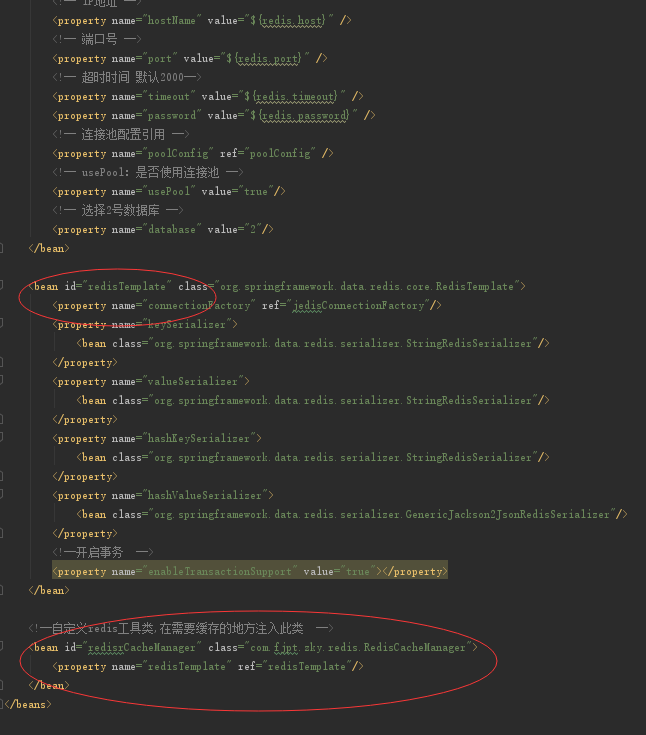 <!-- IP地址 -->
<property name="hostName" value="${redis.host}" />
<!-- 端口号 -->
<property name="port" value="${redis.port}" />
<!-- 超时时间 默认2000-->
<property name="timeout" value="${redis.timeout}" />
<property name="password" value="${redis.password}" />
<!-- 连接池配置引用 -->
<property name="poolConfig" ref="poolConfig" />
<!-- usePool: 是否使用连接池 -->
<property name="usePool" value="true"/>
<!-- 选择2号数据库 -->
<property name="database" value="2"/>
</bean>
<bean id="redisTemplate" class="org.springframework.data.redis.core.RedisTemplate">
<property name="connectionFactory" ref="jedisConnectionFactory"/>
<property name="keySerializer">
<bean class="org.springframework.data.redis.serializer.StringRedisSerializer"/>
</property>
<property name="valueSerializer">
<bean class="org.springframework.data.redis.serializer.StringRedisSerializer"/>
</property>
<property name="hashKeySerializer">
<bean class="org.springframework.data.redis.serializer.StringRedisSerializer"/>
</property>
<property name="hashValueSerializer">
<bean class="org.springframework.data.redis.serializer.GenericJackson2JsonRedisSerializer"/>
</property>
<!--开启事务 -->
<property name="enableTransactionSupport" value="true"></property>
</bean>
<!--自定义redis工具类,在需要缓存的地方注入此类 -->
<bean id="redisrCacheManager" class="com.fjpt.zky.redis.RedisCacheManager">
<property name="redisTemplate" ref="redisTemplate"/>
</bean>
</beans>